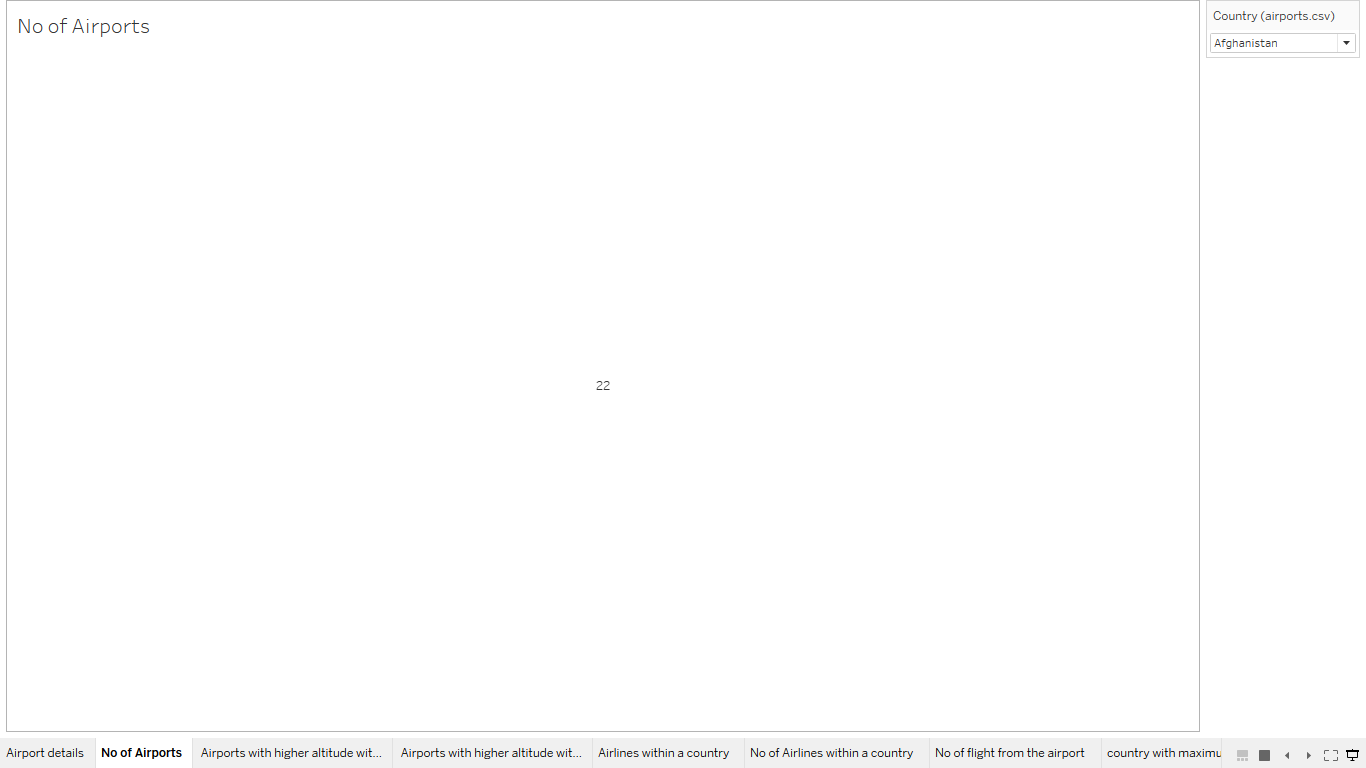 No of Airports
Country (airports.csv)
Afghanistan
22
Airport details
No of Airports
Airports with higher altitude wit...
Airports with higher altitude wit...
Airlines within a country
No of Airlines within a country
No of flight from the airport
country with maximu